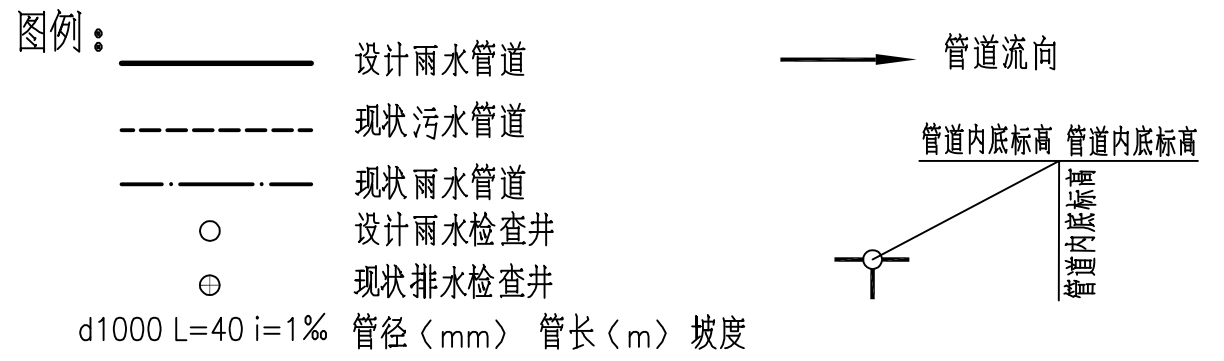 图例：
设计雨水管道
现状污水管道
现状雨水管道
设计雨水检查井
现状排水检查井
d1000 L=40 i=1‰ 管径〈mm〉 管长〈m〉 坡度
管道流向
管道内底标高 管道内底标高
管道内底标高